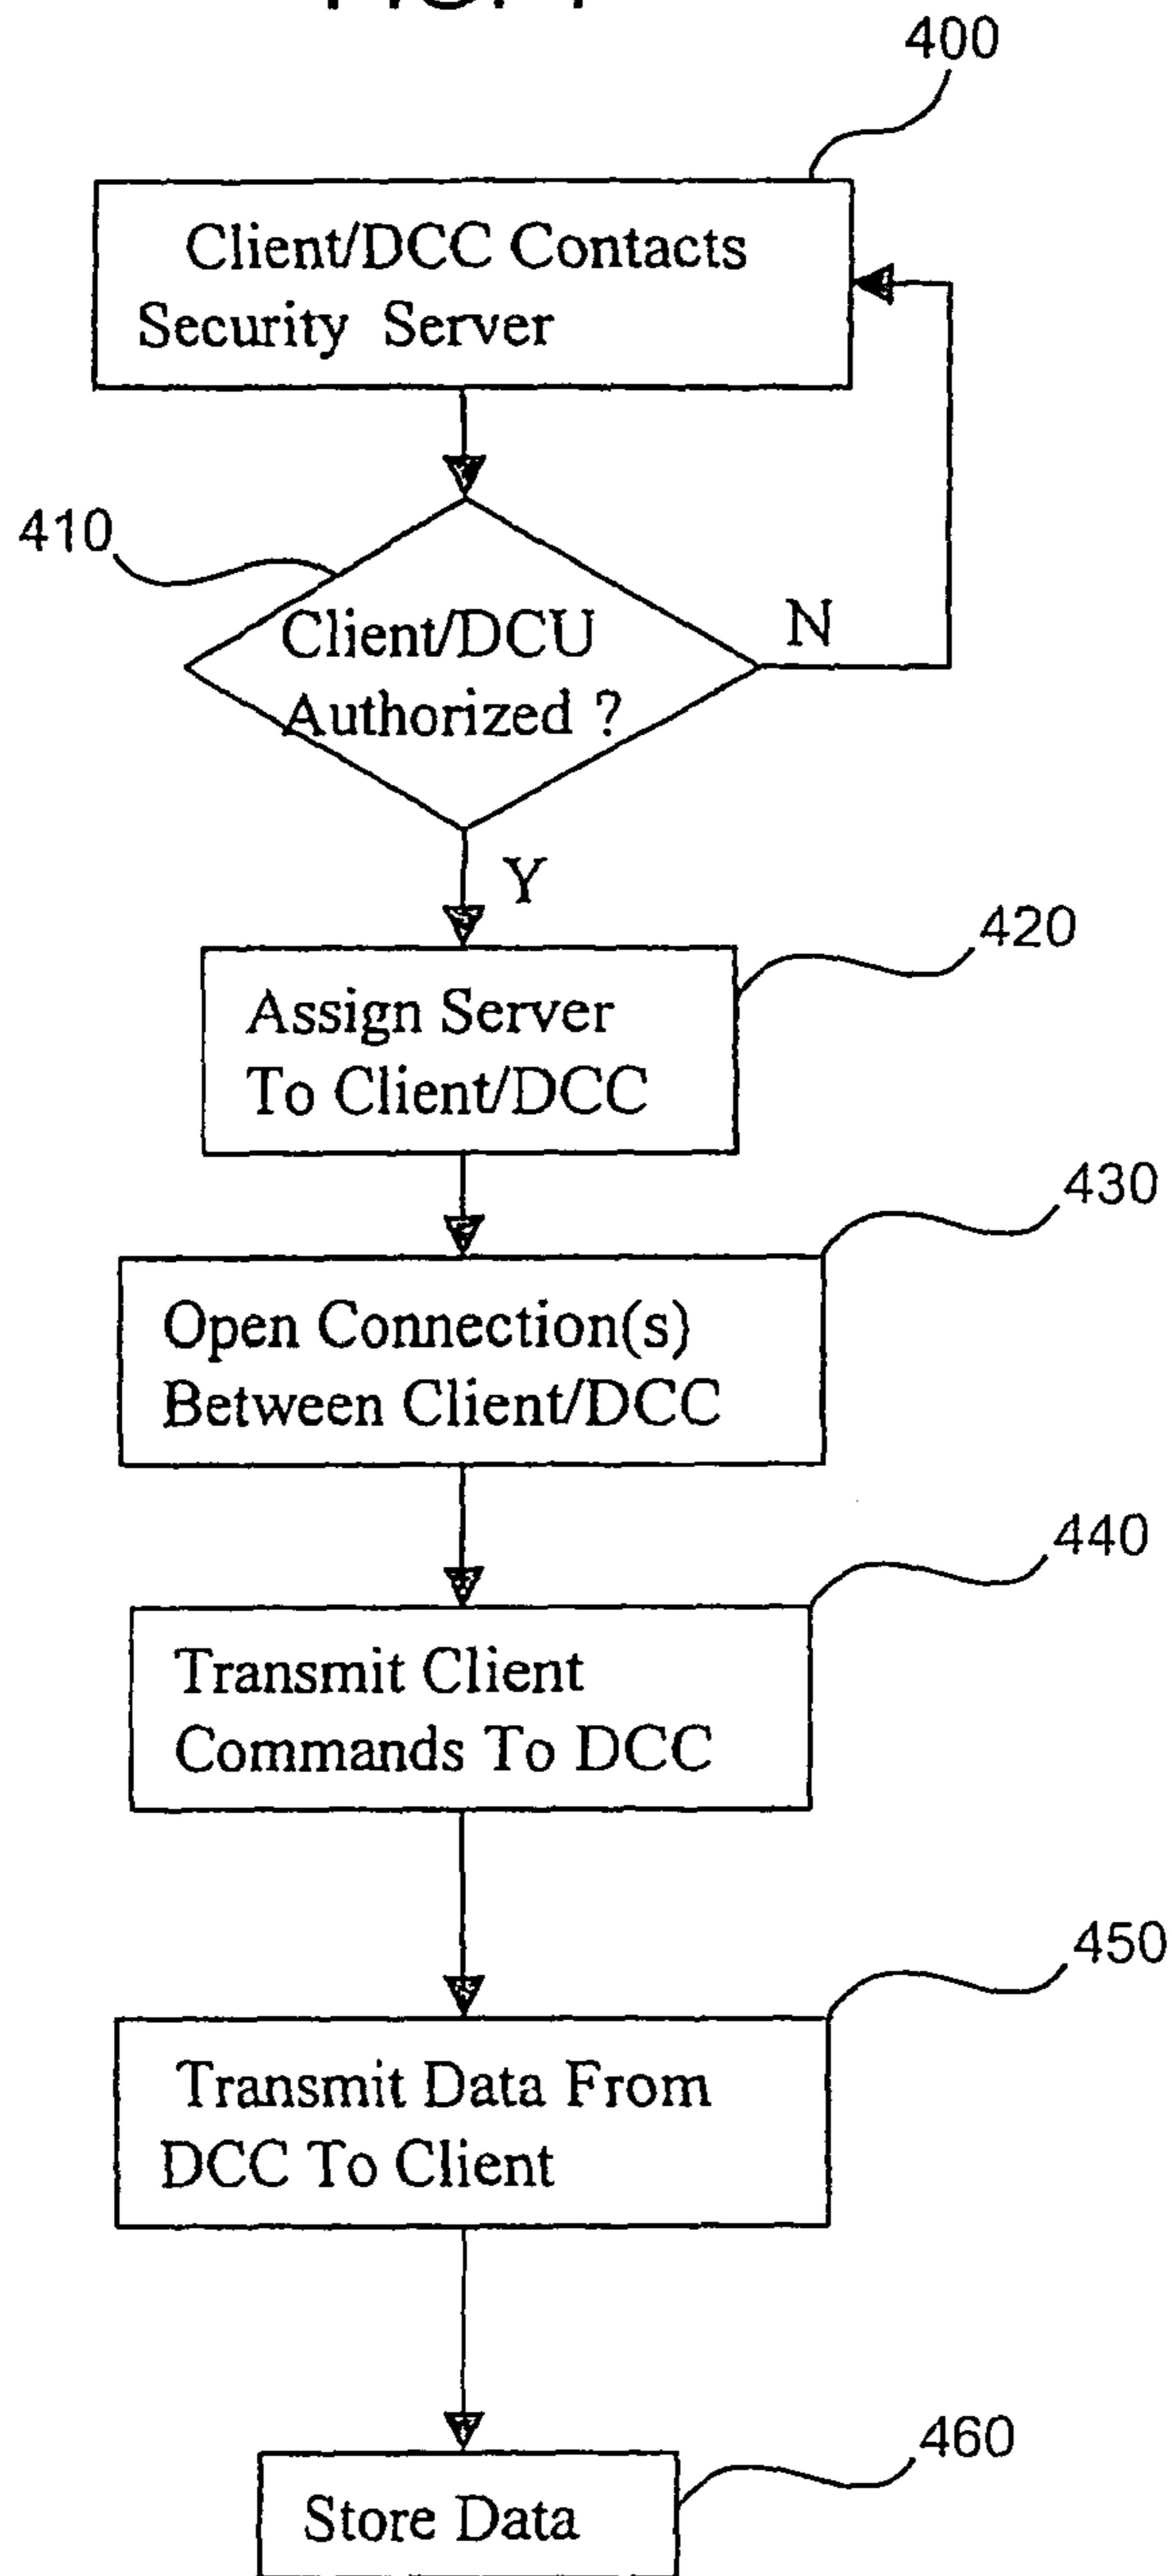 400
Client/DCC Contacts
Security Server
410
Client/DCU
Authorized ?
N
Y
420
Assign Server
To Client/DCC
430
Open Connection(s)
Between Client/DCC
440
Transmit Client
Commands To DCC
450
Transmit Data From
DCC To Client
460
Store Data